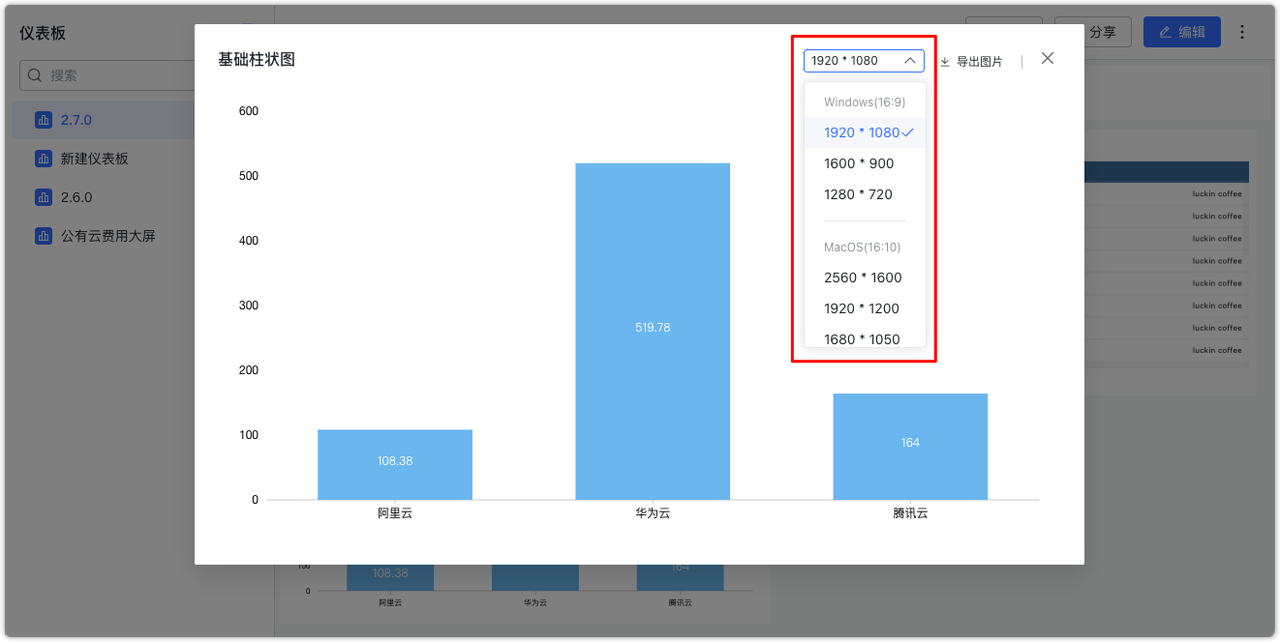 仪表板
搜索
2.7.0
新建仪表板
2.6.0
公有云费用大屏
分享
编辑
基础柱状图
1920 * 1080
导出图片
Windows(16:9)
1920 * 1080
1600 * 900
1280 * 720
MacOS(16:10)
2560 * 1600
1920 * 1200
1680 * 1050
600
500
400
300
200
100
0
108.38
519.78
164
阿里云
华为云
腾讯云
luckin coffee
luckin coffee
luckin coffee
luckin coffee
luckin coffee
luckin coffee
luckin coffee
luckin coffee
100
0
108.38
164
阿里云
华为云
腾讯云